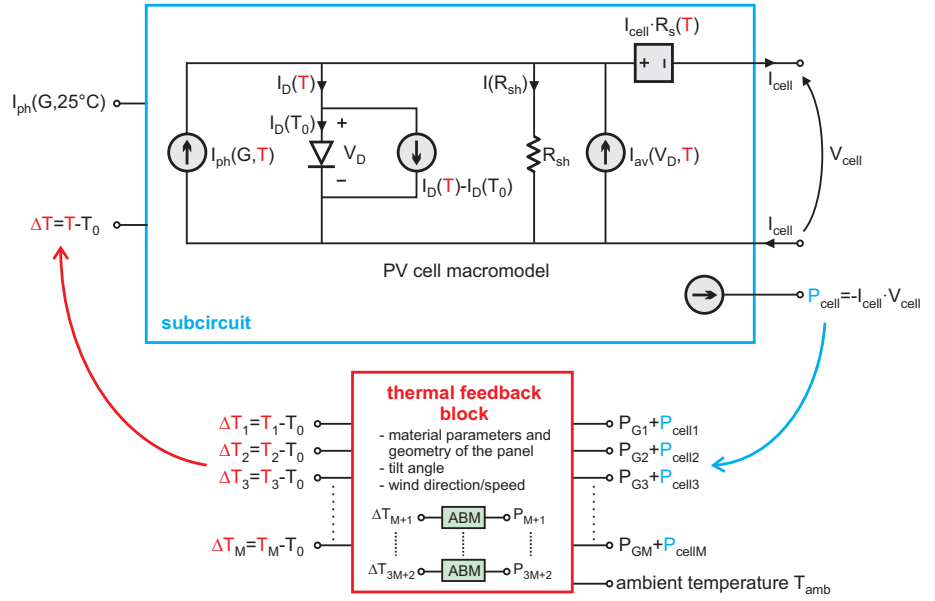 I_cell·R_s(T)
+ I
I_cell
I_ph(G,25°C)
I_D(T)
I(R_sh)
I_D(T_0)
+
I_ph(G,T)
V_D
R_sh
I_av(V_D,T)
V_cell
–
I_D(T)-I_D(T_0)
ΔT=T-T_0
I_cell
PV cell macromodel
P_cell=-I_cell·V_cell
subcircuit
thermal feedback
block
- material parameters and
geometry of the panel
- tilt angle
- wind direction/speed
ΔT_1=T_1-T_0
ΔT_2=T_2-T_0
ΔT_3=T_3-T_0
ΔT_M=T_M-T_0
P_G1+P_cell1
P_G2+P_cell2
P_G3+P_cell3
P_GM+P_cellM
ΔT_M+1 ABM P_M+1
ΔT_3M+2 ABM P_3M+2
ambient temperature T_amb